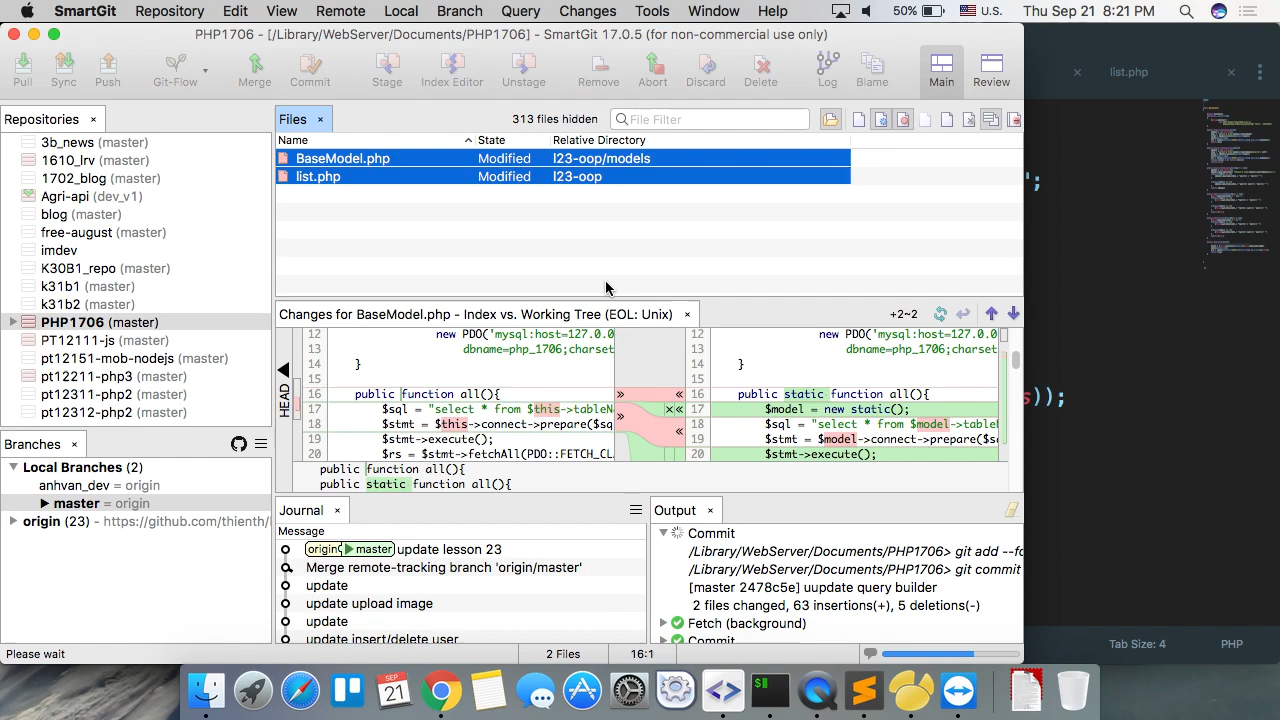 SmartGit Repository Edit View Remote Local Branch Query Changes Tools Window Help 50% U.S. Thu Sep 21 8:21 PM
PHP1706 - [/Library/WebServer/Documents/PHP1706] - SmartGit 17.0.5 (for non-commercial use only)
Pull Sync Push Git-Flow Merge Commit Stage Index Editor Unstage Remove Abort Discard Delete Log Blame Main Review
list.php
Repositories
3b_news (master)
1610_lrv (master)
1702_blog (master)
Agri-api (dev_v1)
blog (master)
free-august (master)
imdev
K30B1_repo (master)
k31b1 (master)
k31b2 (master)
PHP1706 (master)
PT12111-js (master)
pt12151-mob-nodejs (master)
pt12211-php3 (master)
pt12311-php2 (master)
pt12312-php2 (master)
Branches
Local Branches (2)
anhvan_dev = origin
master = origin
origin (23) - https://github.com/thienth/
Files
313 files hidden
File Filter
Name State Relative Directory
BaseModel.php Modified l23-oop/models
list.php Modified l23-oop
Changes for BaseModel.php - Index vs. Working Tree (EOL: Unix)
+2~2
HEAD
12 new PDO('mysql:host=127.0.0
13 dbname=php_1706;charset
14 }
15
16 public function all(){
17 $sql = "select * from $this->tableN
18 $stmt = $this->connect->prepare($sq
19 $stmt->execute();
20 $rs = $stmt->fetchAll(PDO::FETCH_CL
12 new PDO('mysql:host=127.0.0
13 dbname=php_1706;charset
14 }
15
16 public static function all(){
17 $model = new static();
18 $sql = "select * from $model->table
19 $stmt = $model->connect->prepare($s
20 $stmt->execute();
public function all(){
public static function all(){
Journal
Message
origin master update lesson 23
Merge remote-tracking branch 'origin/master'
update
update upload image
update
update insert/delete user
Output
Commit
/Library/WebServer/Documents/PHP1706> git add --fo
/Library/WebServer/Documents/PHP1706> git commit
[master 2478c5e] uupdate query builder
2 files changed, 63 insertions(+), 5 deletions(-)
Fetch (background)
Commit
Please wait
2 Files
16:1
";
s));
Tab Size: 4
PHP
SEP
21